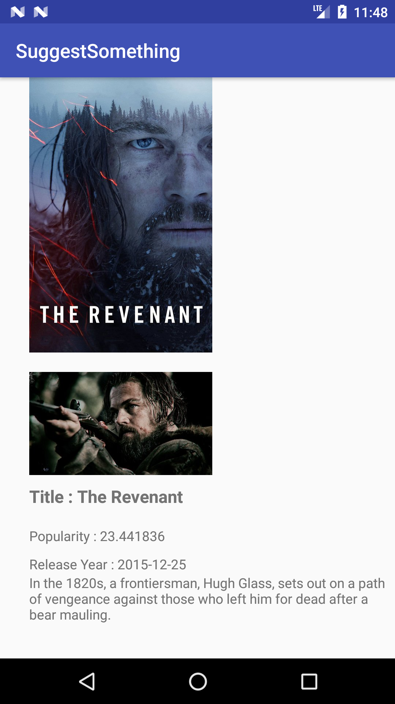 LTE 11:48
SuggestSomething
THE REVENANT
Title : The Revenant
Popularity : 23.441836
Release Year : 2015-12-25
In the 1820s, a frontiersman, Hugh Glass, sets out on a path
of vengeance against those who left him for dead after a
bear mauling.